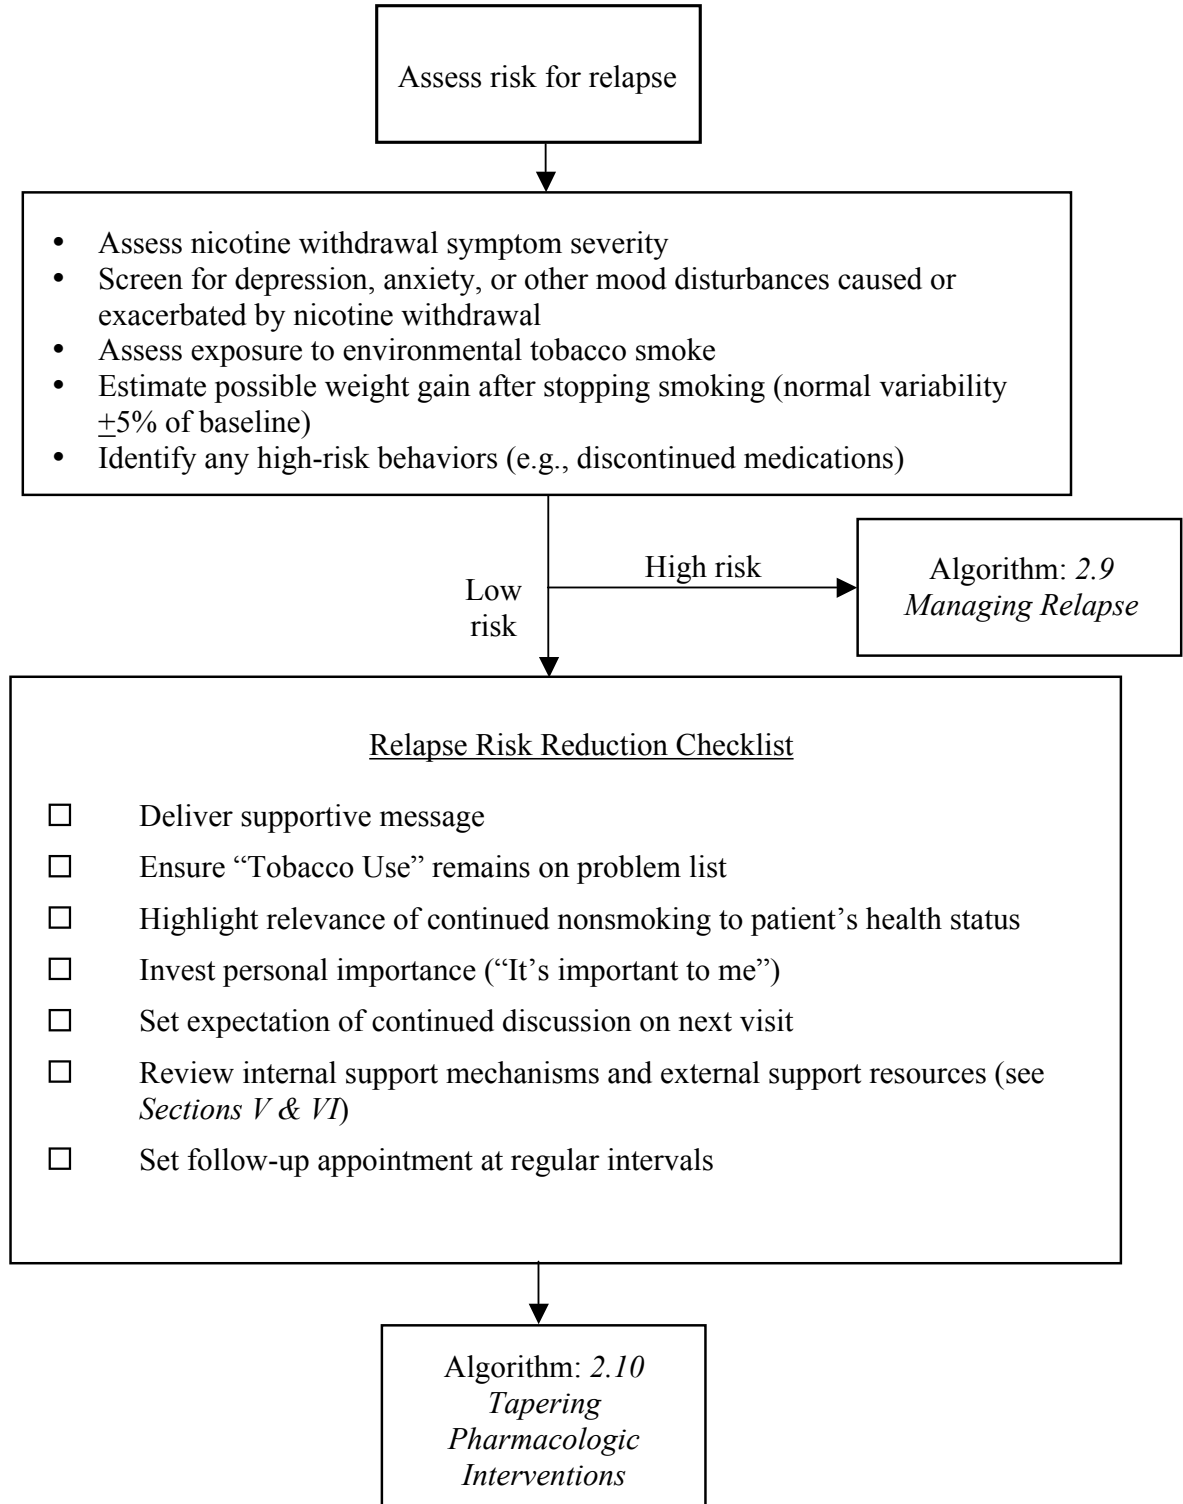 Assess risk for relapse
• Assess nicotine withdrawal symptom severity
• Screen for depression, anxiety, or other mood disturbances caused or
exacerbated by nicotine withdrawal
• Assess exposure to environmental tobacco smoke
• Estimate possible weight gain after stopping smoking (normal variability
±5% of baseline)
• Identify any high-risk behaviors (e.g., discontinued medications)
High risk
Low
risk
Algorithm: 2.9
Managing Relapse
Relapse Risk Reduction Checklist
☐ Deliver supportive message
☐ Ensure “Tobacco Use” remains on problem list
☐ Highlight relevance of continued nonsmoking to patient’s health status
☐ Invest personal importance (“It’s important to me”)
☐ Set expectation of continued discussion on next visit
☐ Review internal support mechanisms and external support resources (see
Sections V & VI)
☐ Set follow-up appointment at regular intervals
Algorithm: 2.10
Tapering
Pharmacologic
Interventions